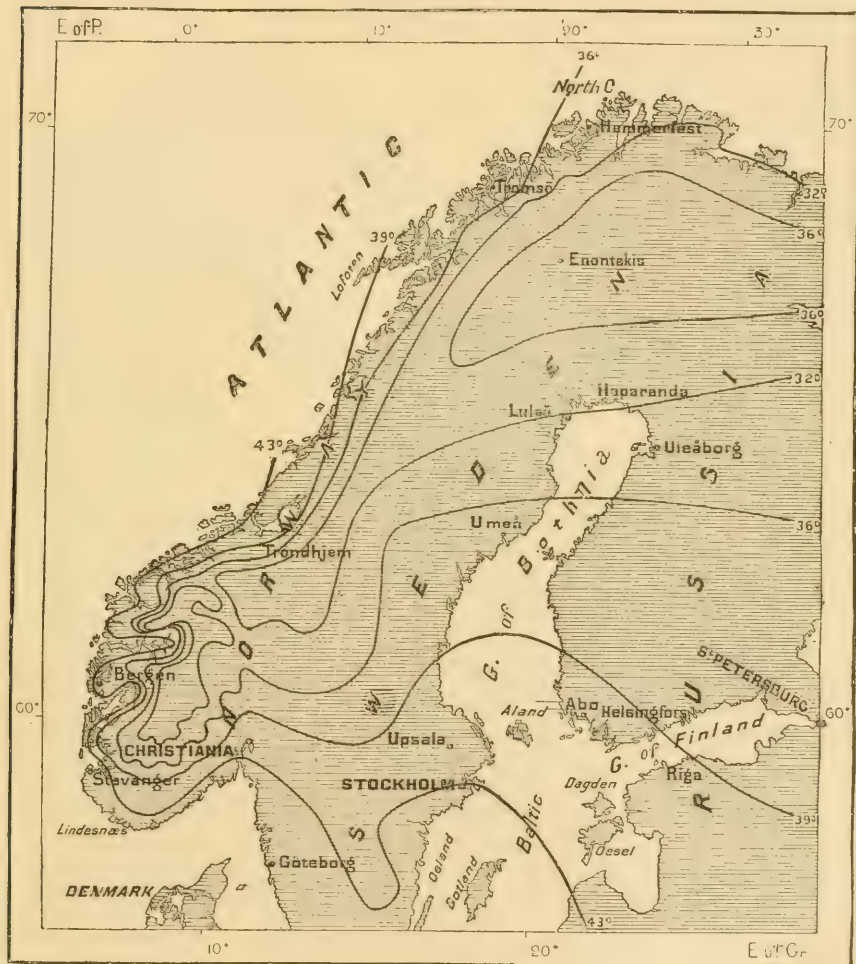 E of P.
0°
10°
20°
30°
36°
North C
70°
70°
Hammerfest
Tromsö
32°
36°
ATLANTIC
39°
Lofoten
Enontekis
36°
32°
Haparanda
Luleå
Uleåborg
43°
G. of Bothnia
Umeå
36°
Trondhjem
NORWAY
SWEDEN
RUSSIA
Bergen
ST PETERSBURG
60°
60°
Aland
Abo
Helsingfors
G. of Finland
CHRISTIANIA
Upsala
Stavanger
STOCKHOLM
Riga
Dagden
39°
Lindesnæs
Baltic
Oesel
Göteborg
Ooland
Gotland
DENMARK
43°
10°
20°
E of Gr